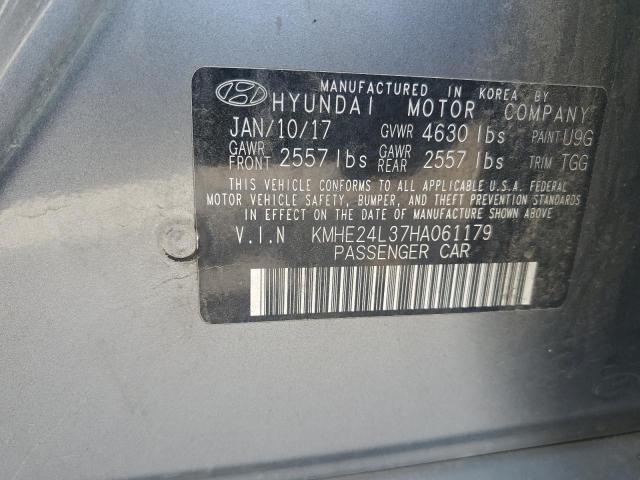 MANUFACTURED IN KOREA BY
HYUNDAI MOTOR COMPANY
JAN/10/17 GVWR 4630 lbs PAINT U9G
GAWR FRONT 2557 lbs GAWR REAR 2557 lbs TRIM TGG
THIS VEHICLE CONFORMS TO ALL APPLICABLE U.S.A. FEDERAL
MOTOR VEHICLE SAFETY, BUMPER, AND THEFT PREVENTION STANDARDS
IN EFFECT ON THE DATE OF MANUFACTURE SHOWN ABOVE.
V.I.N KMHE24L37HA061179
PASSENGER CAR